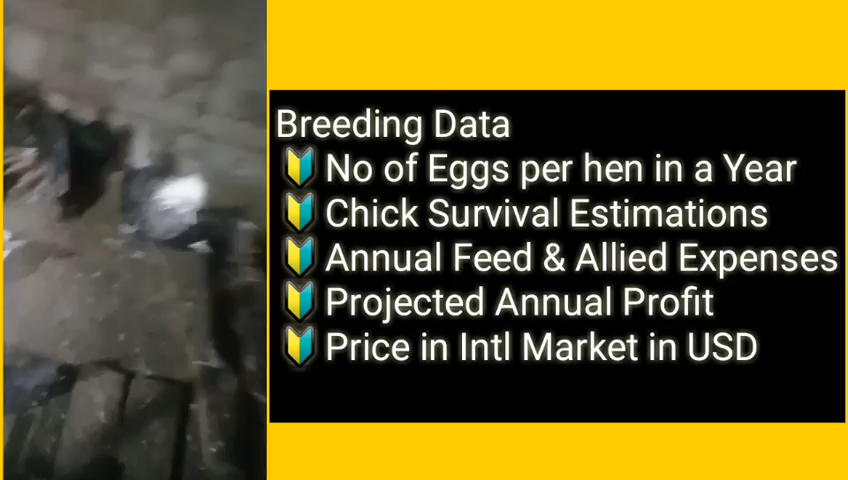 Breeding Data
🔰 No of Eggs per hen in a Year
🔰 Chick Survival Estimations
🔰 Annual Feed & Allied Expenses
🔰 Projected Annual Profit
🔰 Price in Intl Market in USD